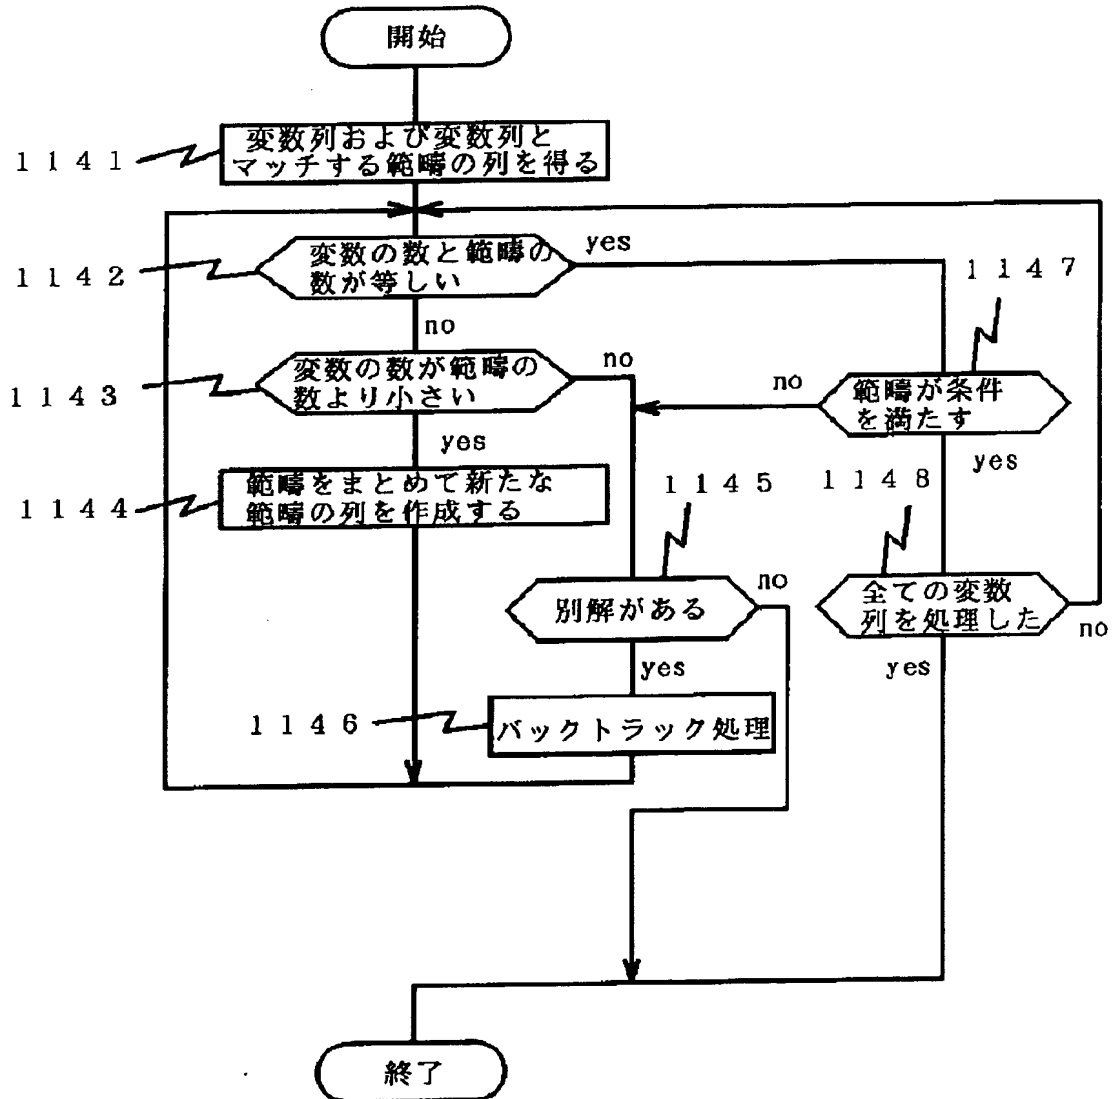 開始
変数列および変数列と
マッチする範疇の列を得る
1141
変数の数と範疇の
数が等しい
yes
1142
no
1147
変数の数が範疇の
数より小さい
no
1143
yes
範疇が条件
を満たす
no
yes
範疇をまとめて新たな
範疇の列を作成する
1144
1145
1148
別解がある
no
yes
全ての変数
列を処理した
no
yes
1146
バックトラック処理
終了